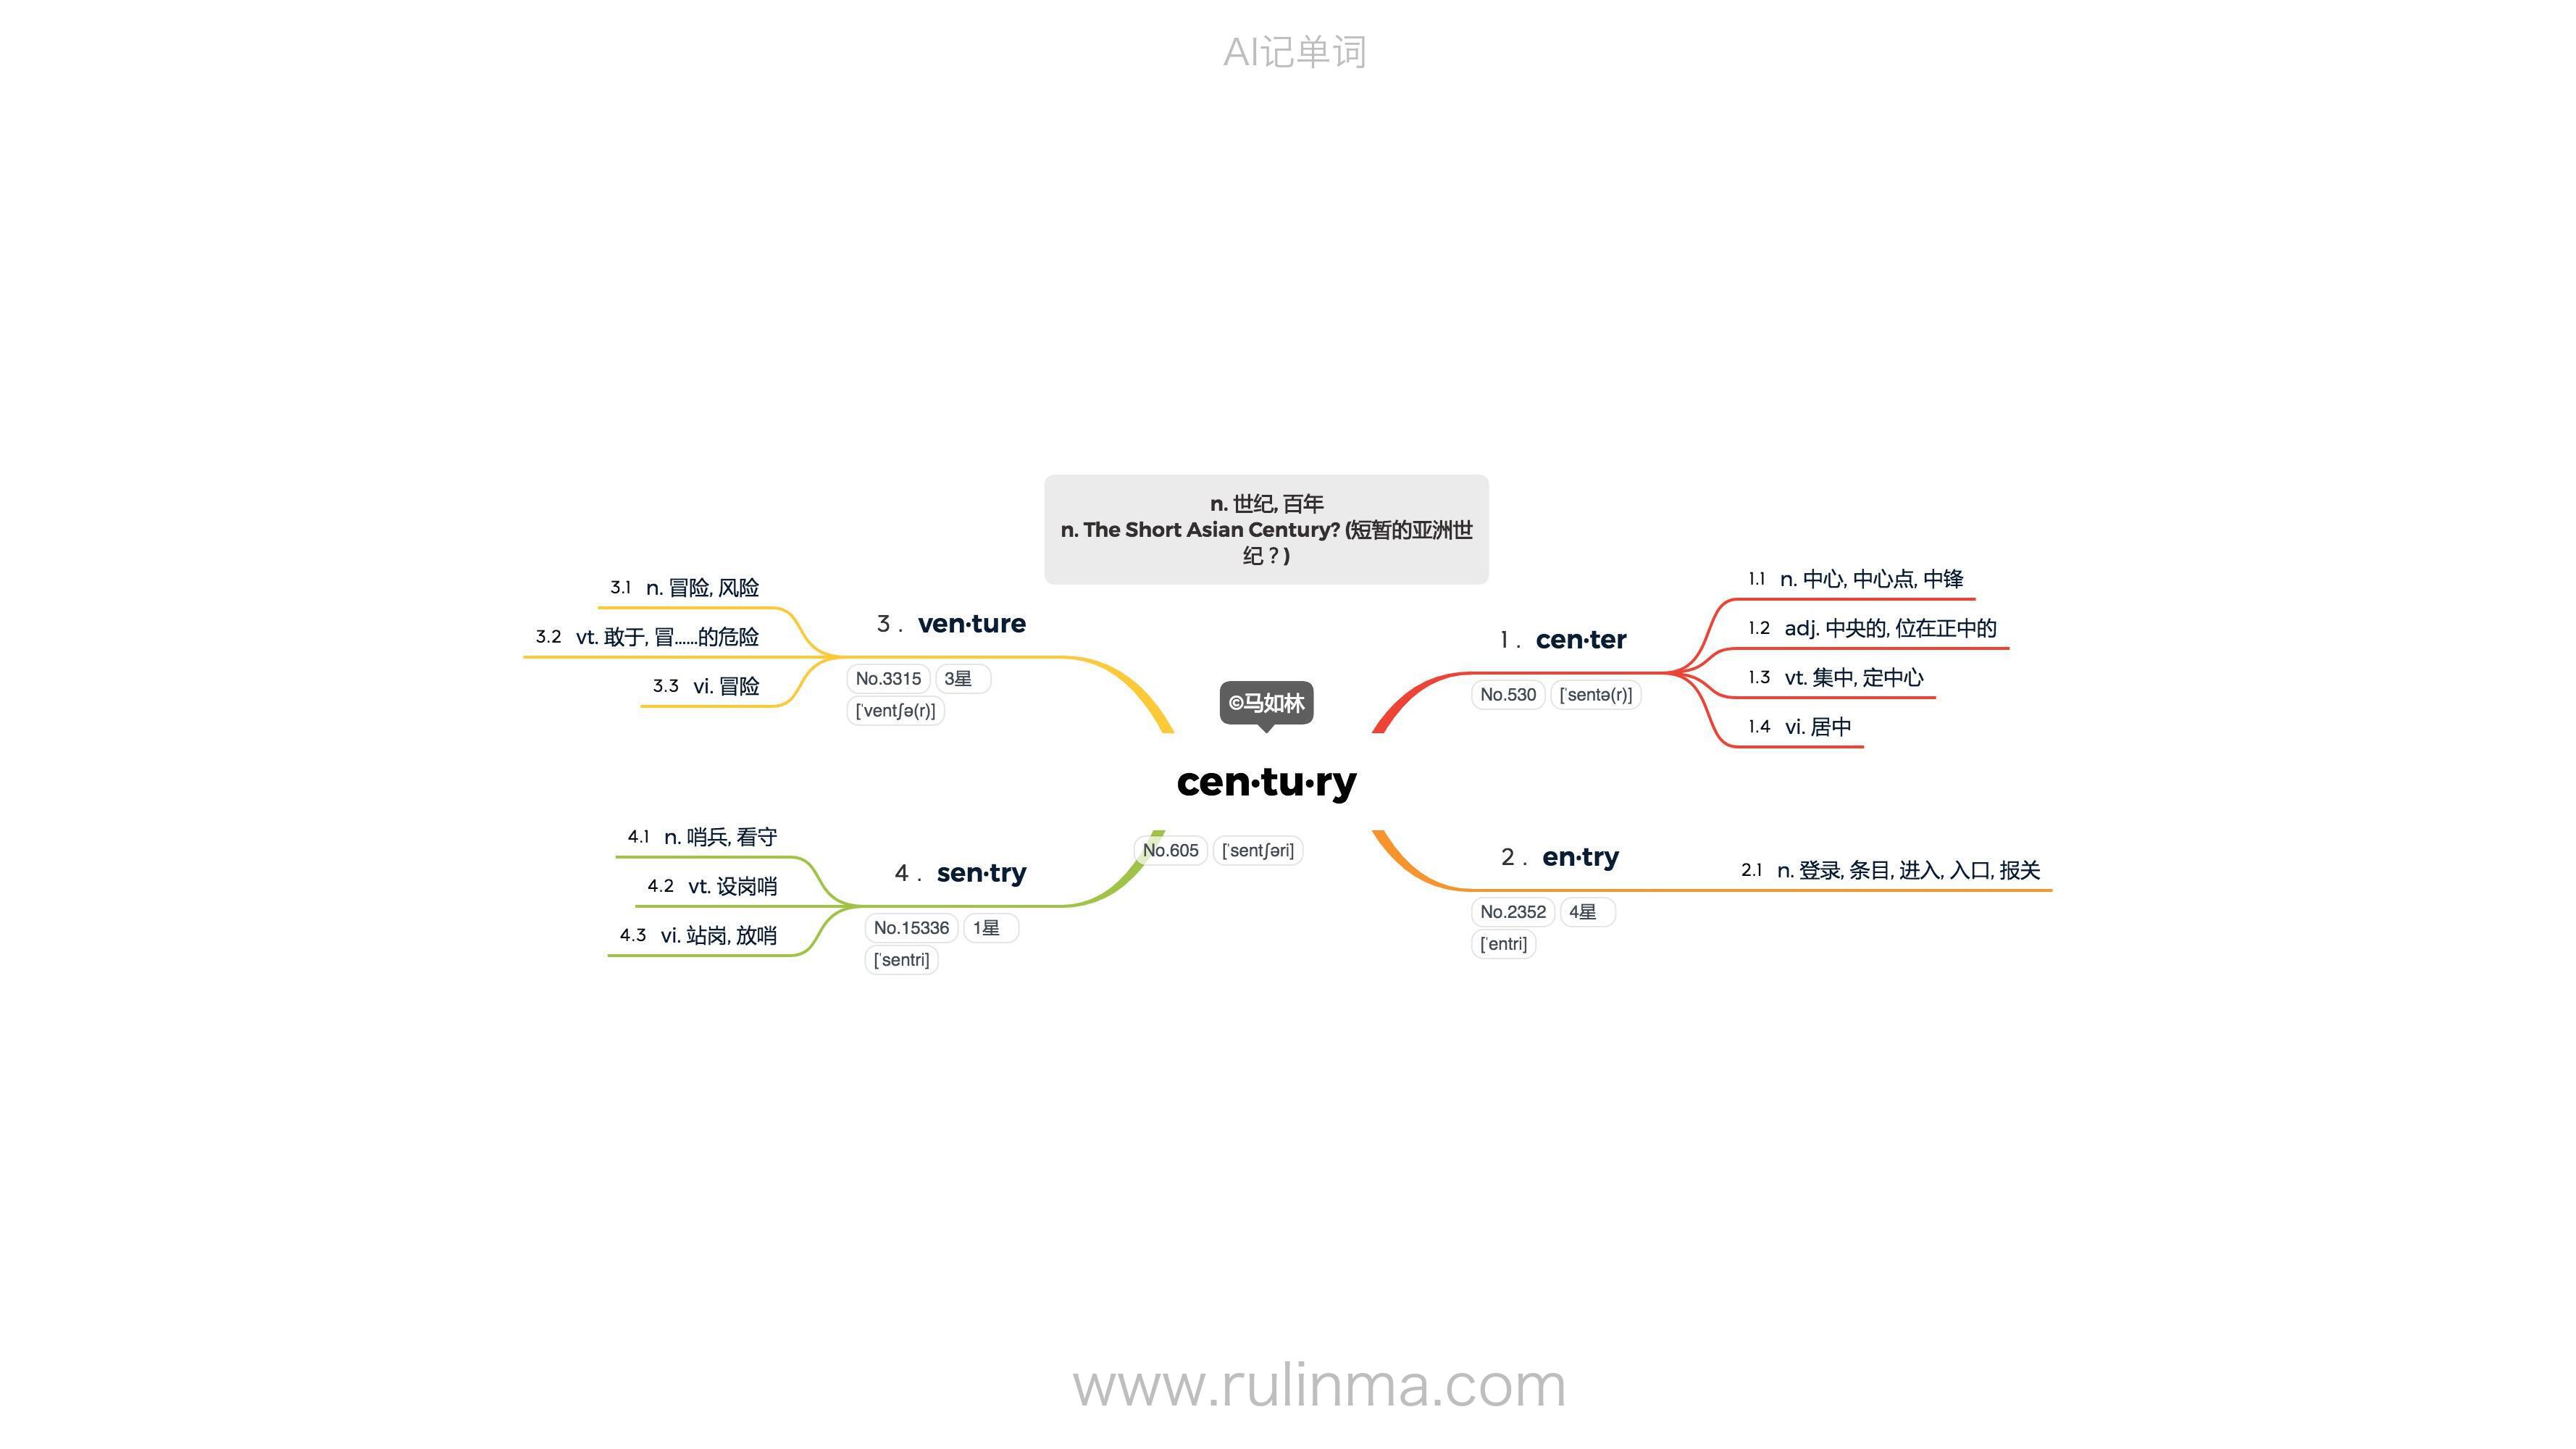 AI记单词
n. 世纪, 百年
n. The Short Asian Century? (短暂的亚洲世
纪？)
©马如林
cen·tu·ry
No.605 [ˈsentʃəri]
1 . cen·ter
No.530 [ˈsentə(r)]
1.1 n. 中心, 中心点, 中锋
1.2 adj. 中央的, 位在正中的
1.3 vt. 集中, 定中心
1.4 vi. 居中
2 . en·try
No.2352 4星
[ˈentri]
2.1 n. 登录, 条目, 进入, 入口, 报关
3 . ven·ture
No.3315 3星
[ˈventʃə(r)]
3.1 n. 冒险, 风险
3.2 vt. 敢于, 冒……的危险
3.3 vi. 冒险
4 . sen·try
No.15336 1星
[ˈsentri]
4.1 n. 哨兵, 看守
4.2 vt. 设岗哨
4.3 vi. 站岗, 放哨
www.rulinma.com